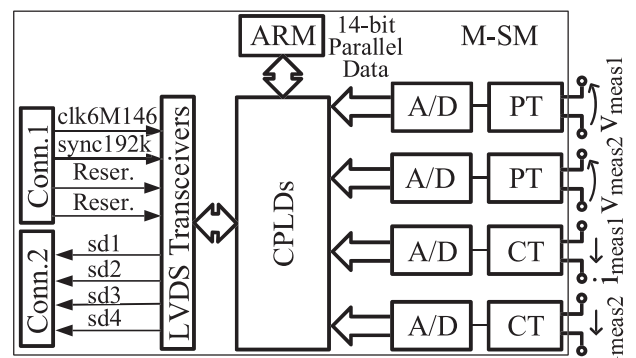 ARM
14-bit
Parallel
Data
M-SM
Conn.1
clk6M146
sync192k
Reser.
Reser.
Conn.2
sd1
sd2
sd3
sd4
LVDS Transceivers
CPLDs
A/D
PT
Vmeas1
A/D
PT
Vmeas2
A/D
CT
imeas1
A/D
CT
meas2